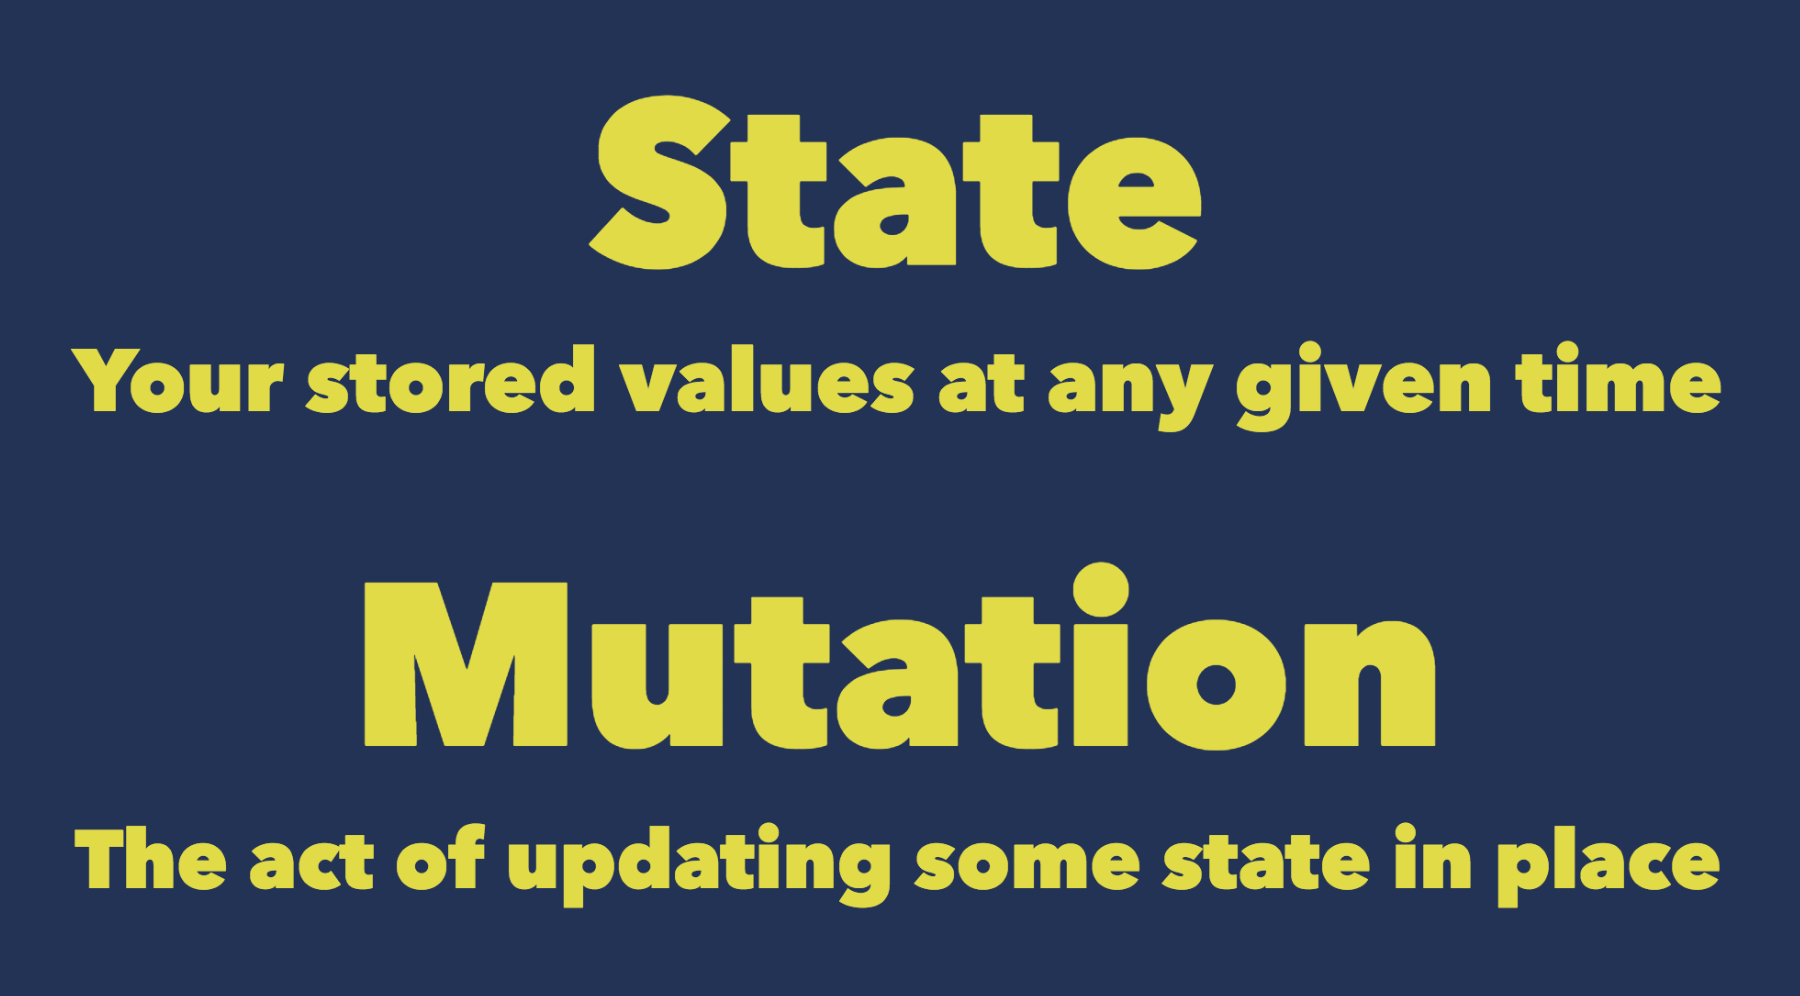 State
Your stored values at any given time
Mutation
The act of updating some state in place